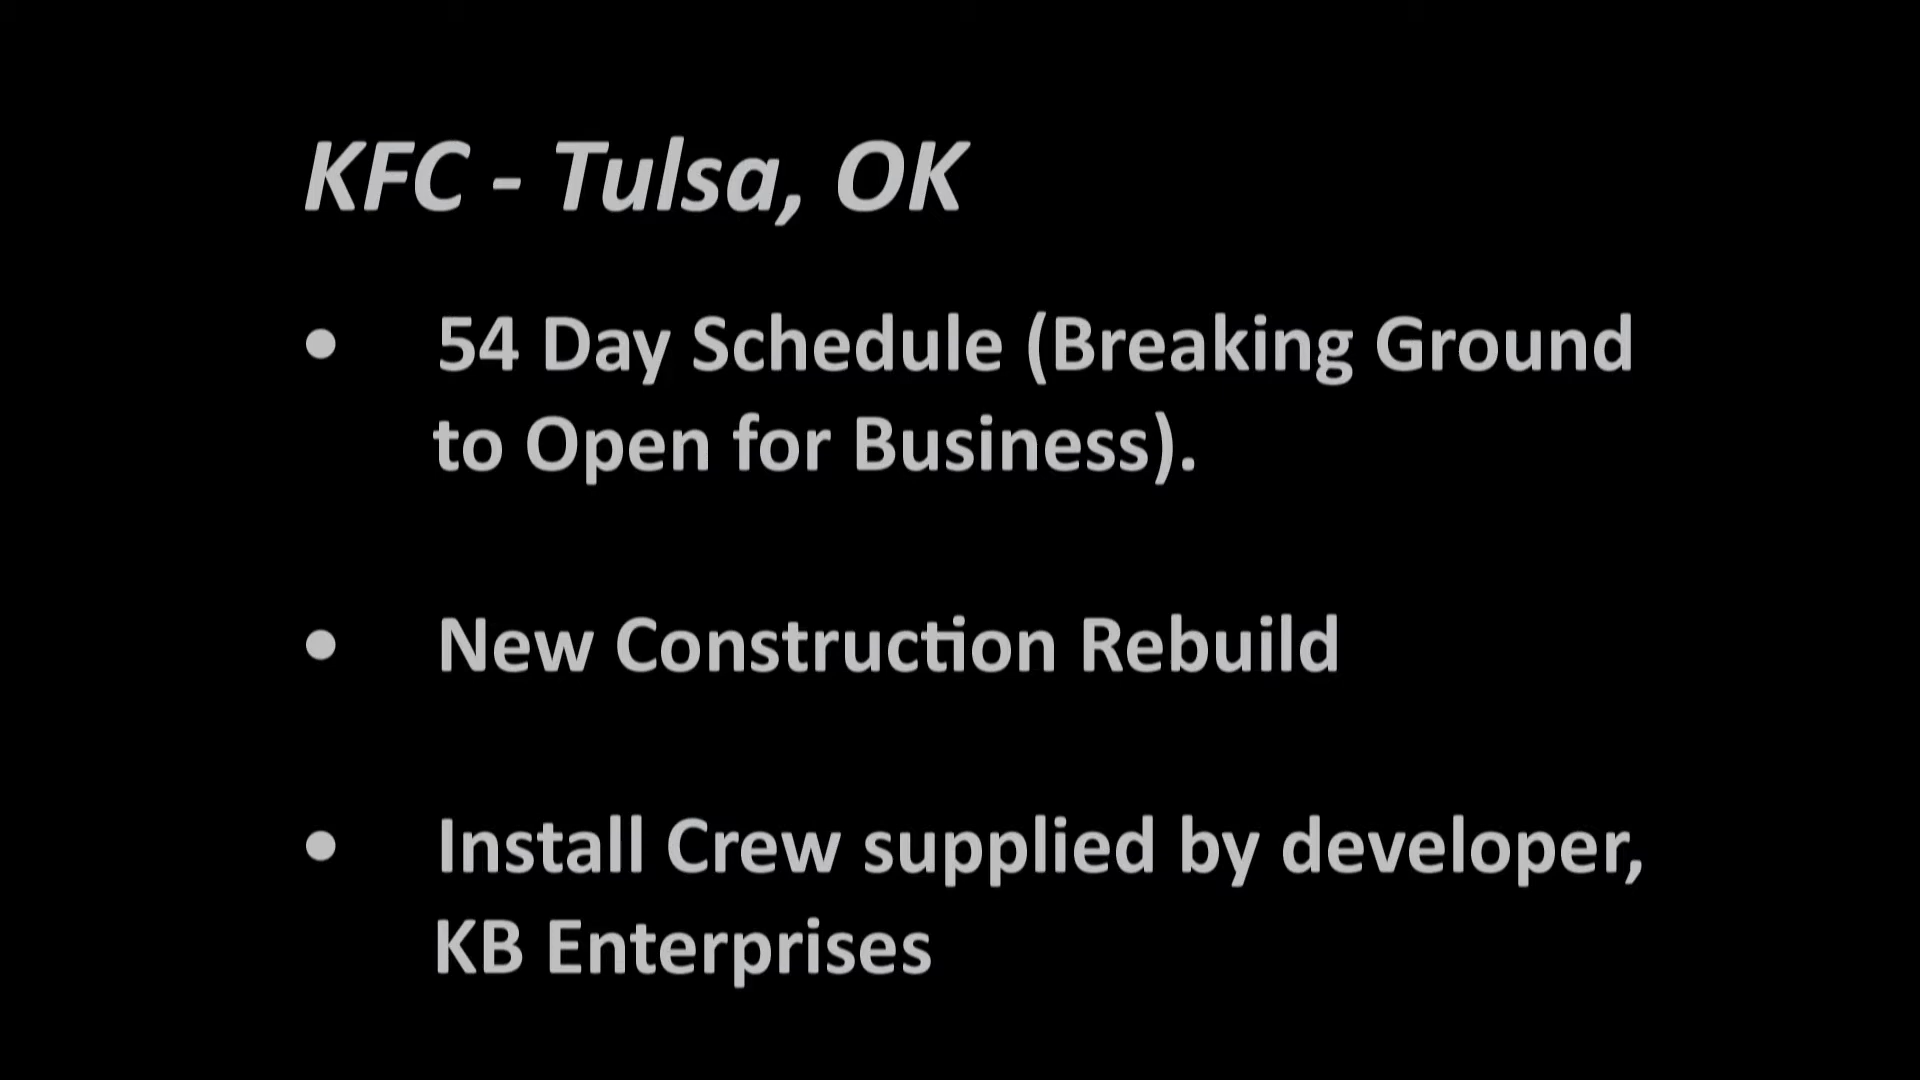 KFC - Tulsa, OK
• 54 Day Schedule (Breaking Ground
to Open for Business).
• New Construction Rebuild
• Install Crew supplied by developer,
KB Enterprises